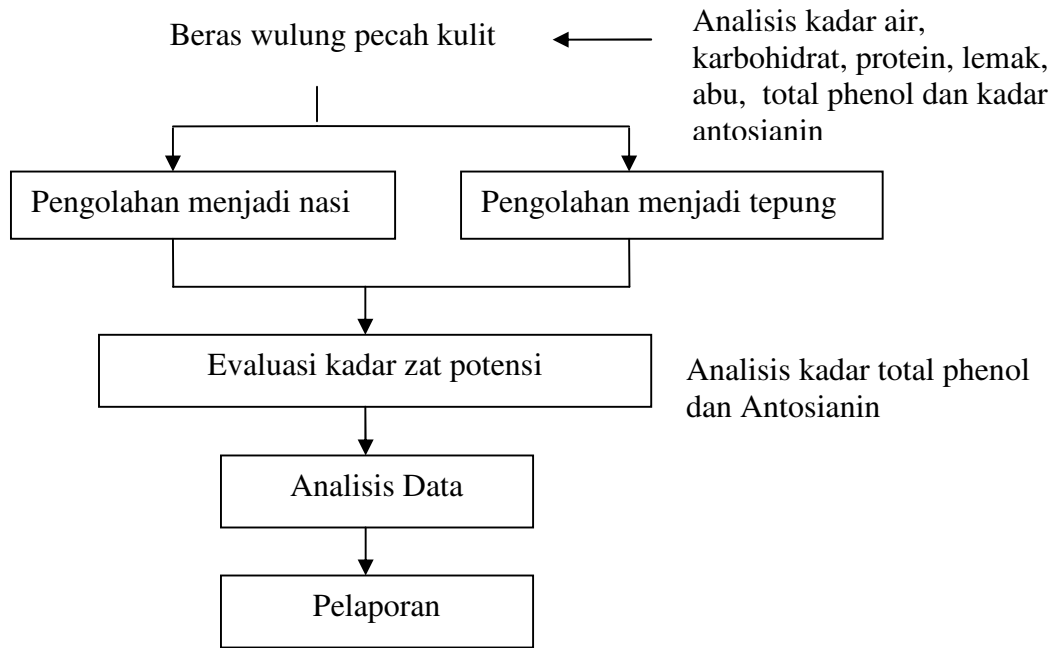 Beras wulung pecah kulit
Analisis kadar air,
karbohidrat, protein, lemak,
abu, total phenol dan kadar
antosianin
Pengolahan menjadi nasi
Pengolahan menjadi tepung
Evaluasi kadar zat potensi
Analisis kadar total phenol
dan Antosianin
Analisis Data
Pelaporan